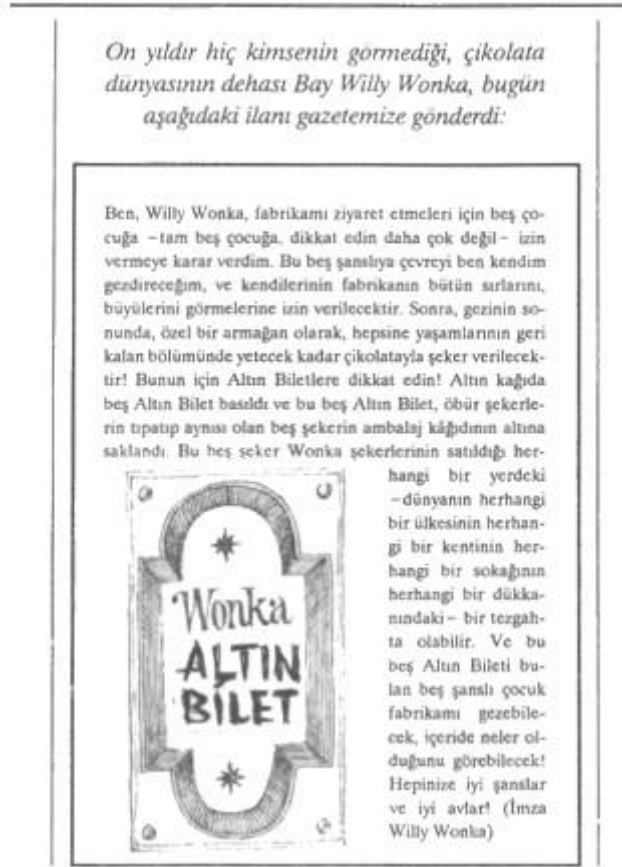 On yıldır hiç kimsenin görmediği, çikolata
dünyasının dehası Bay Willy Wonka, bugün
aşağıdaki ilanı gazetemize gönderdi:
Ben, Willy Wonka, fabrikamı ziyaret etmeleri için beş ço-
cuğa –tam beş çocuğa, dikkat edin daha çok değil– izin
vermeye karar verdim. Bu beş şanslıya çevreyi ben kendim
gezdireceğim, ve kendilerinin fabrikanın bütün sırlarını,
büyülerini görmelerine izin verilecektir. Sonra, gezinin so-
nunda, özel bir armağan olarak, hepsine yaşamlarının geri
kalan bölümünde yetecek kadar çikolatayla şeker verilecek-
tir! Bunun için Altın Biletlere dikkat edin! Altın kağıda
beş Altın Bilet basıldı ve bu beş Altın Bilet, öbür şekerle-
rin tıpatıp aynısı olan beş şekerin ambalaj kâğıdının altına
saklandı. Bu beş şeker Wonka şekerlerinin satıldığı her-
hangi bir yerdeki
–dünyanın herhangi
bir ülkesinin herhan-
gi bir kentinin her-
hangi bir sokağının
herhangi bir dükka-
nındaki– bir tezgah-
ta olabilir. Ve bu
beş Altın Bileti bu-
lan beş şanslı çocuk
fabrikamı gezebile-
cek, içeride neler ol-
duğunu görebilecek!
Hepinize iyi şanslar
ve iyi avlar! (İmza
Willy Wonka)
Wonka
ALTIN
BİLET